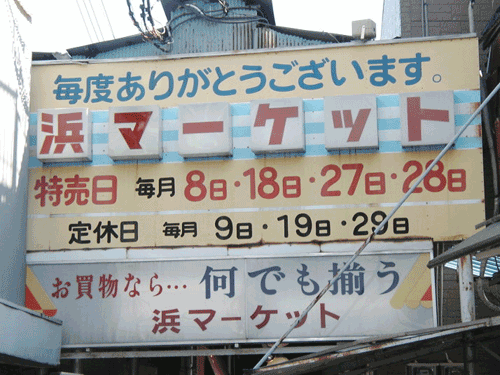 毎度ありがとうございます。
浜マーケット
特売日 毎月 8日・18日・27日・28日
定休日 毎月 9日・19日・29日
お買物なら… 何でも揃う
浜マーケット